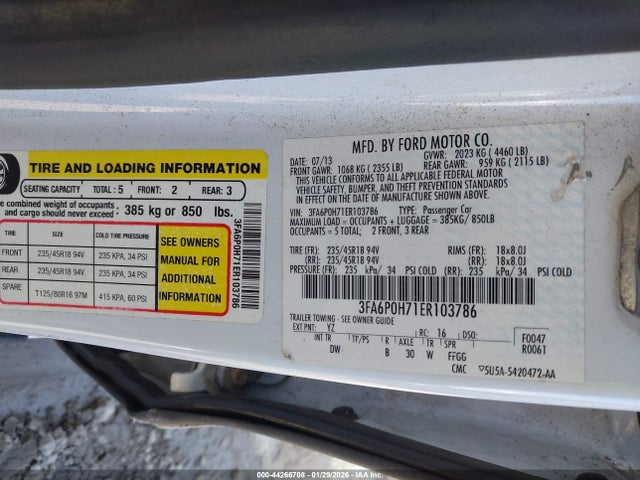 TIRE AND LOADING INFORMATION
SEATING CAPACITY TOTAL: 5 FRONT: 2 REAR: 3
combined weight of occupants
and cargo should never exceed: 385 kg or 850 lbs.
TIRE SIZE COLD TIRE PRESSURE
FRONT 235/45R18 94V 235 KPA, 34 PSI
REAR 235/45R18 94V 235 KPA, 34 PSI
SPARE T125/80R16 97M 415 KPA, 60 PSI
SEE OWNERS
MANUAL FOR
ADDITIONAL
INFORMATION
3FA6P0H71ER103786
MFD. BY FORD MOTOR CO.
DATE: 07/13 GVWR: 2023 KG ( 4460 LB)
FRONT GAWR: 1068 KG ( 2355 LB) REAR GAWR: 959 KG ( 2115 LB)
THIS VEHICLE CONFORMS TO ALL APPLICABLE FEDERAL MOTOR
VEHICLE SAFETY, BUMPER, AND THEFT PREVENTION STANDARDS
IN EFFECT ON THE DATE OF MANUFACTURE SHOWN ABOVE.
VIN: 3FA6P0H71ER103786 TYPE: Passenger Car
MAXIMUM LOAD = OCCUPANTS + LUGGAGE = 385KG/ 850LB
OCCUPANTS = 5 TOTAL: 2 FRONT, 3 REAR
TIRE (FR): 235/45R18 94V RIMS (FR): 18x8.0J
(RR): 235/45R18 94V (RR): 18x8.0J
PRESSURE (FR): 235 kPa/ 34 PSI COLD (RR): 235 kPa/ 34 PSI COLD
3FA6P0H71ER103786
TRAILER TOWING - SEE OWNER GUIDE
EXT PNT: YZ RC: 16 DSO: F0047
INT TR TF/PS R AXLE TR SPR R0061
DW B 30 W FFGG
CMC ▽5U5A-5420472-AA
000-44266708 | 01/29/2026 | Copyright © IAA, Inc